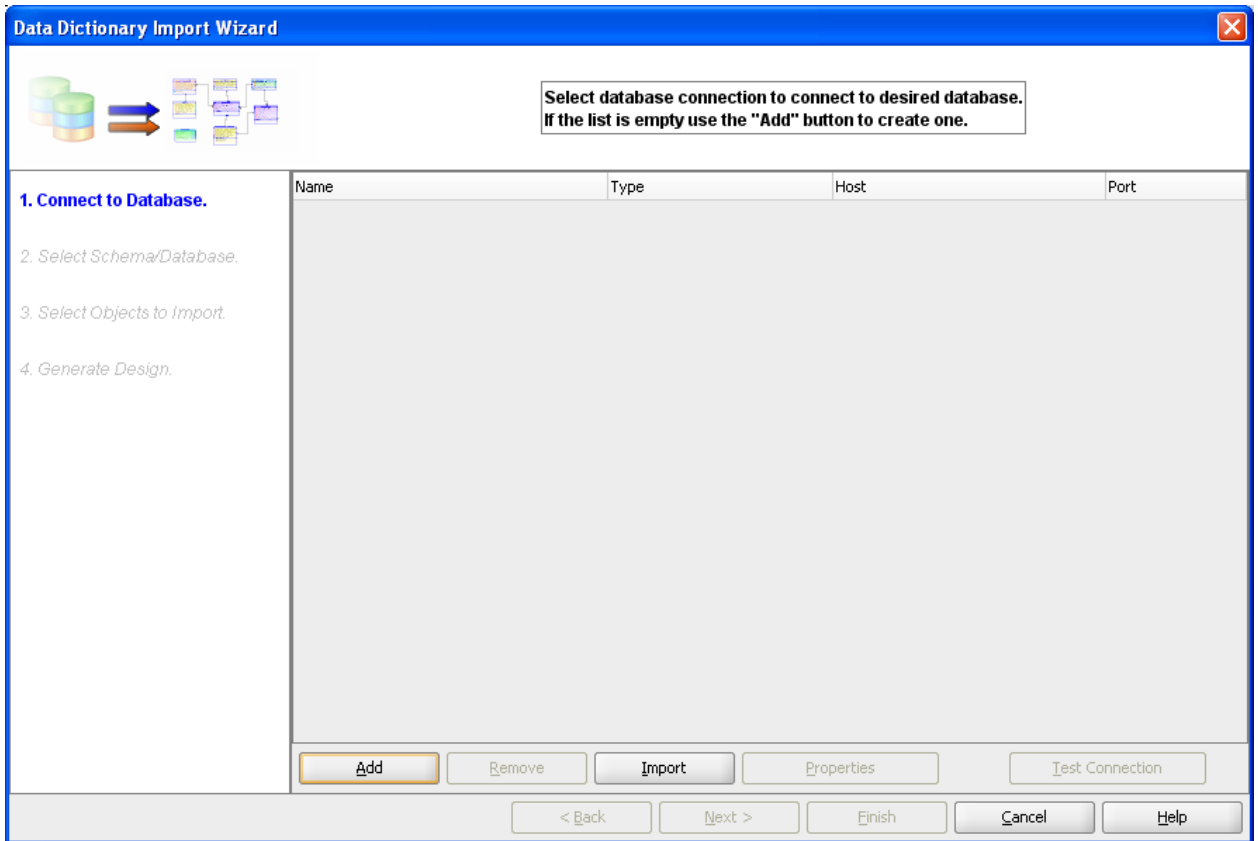 Data Dictionary Import Wizard
Select database connection to connect to desired database.
If the list is empty use the "Add" button to create one.
1. Connect to Database.
2. Select Schema/Database.
3. Select Objects to Import.
4. Generate Design.
Name Type Host Port
Add Remove Import Properties Test Connection
< Back Next > Finish Cancel Help